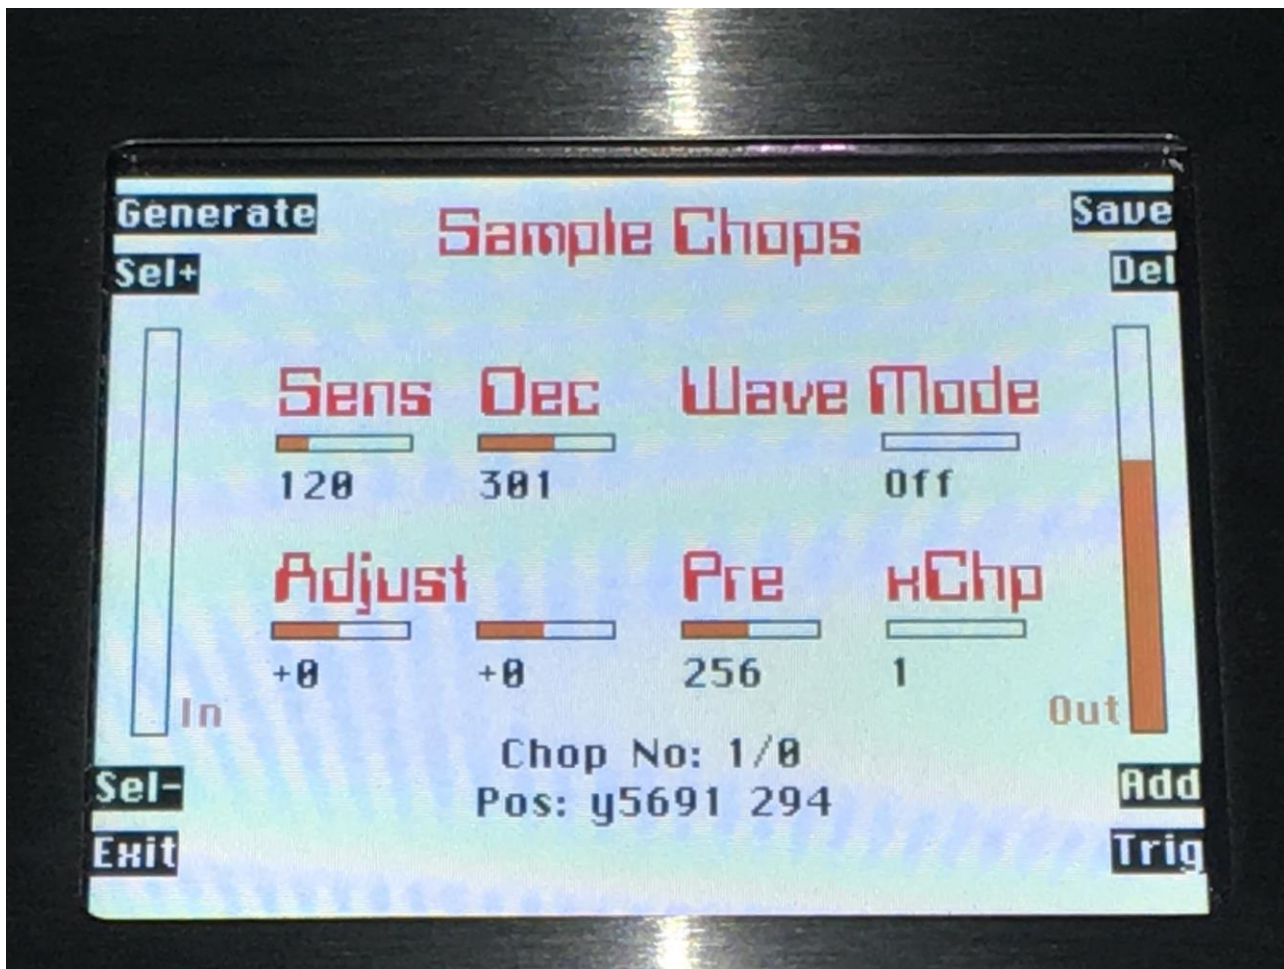 Generate Sample Chops Save
Sel+ Del
Sens Dec Wave Mode
120 301 Off
Adjust Pre xChp
+0 +0 256 1
In Out
Chop No: 1/0
Sel- Add
Pos: y5691 294
Exit Trig